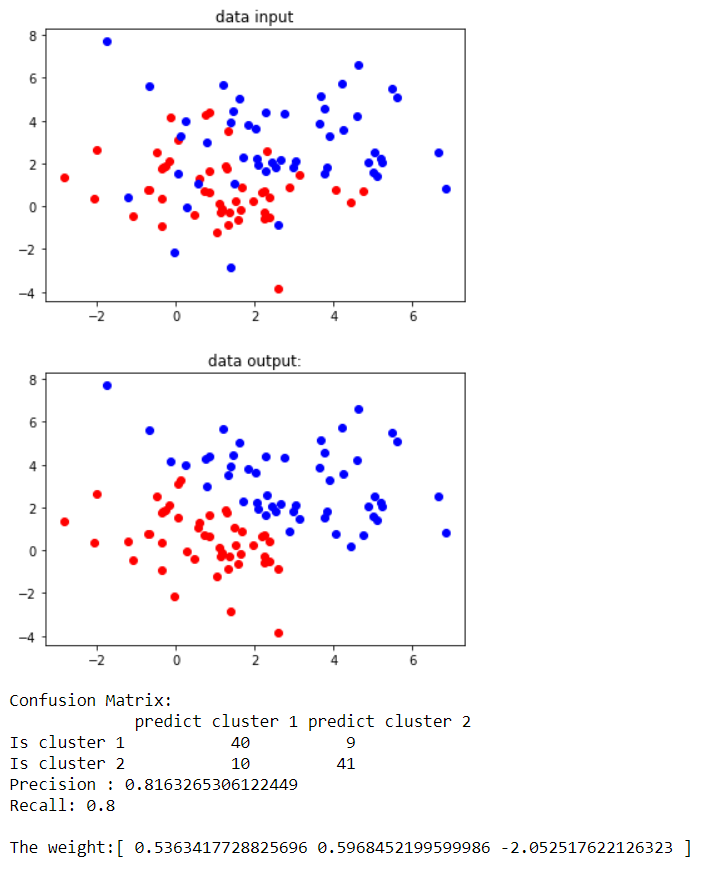 data input
8
6
4
2
0
−2
−4
−2 0 2 4 6
data output:
8
6
4
2
0
−2
−4
−2 0 2 4 6
Confusion Matrix:
predict cluster 1 predict cluster 2
Is cluster 1 40 9
Is cluster 2 10 41
Precision : 0.8163265306122449
Recall: 0.8
The weight:[ 0.5363417728825696 0.5968452199599986 -2.052517622126323 ]